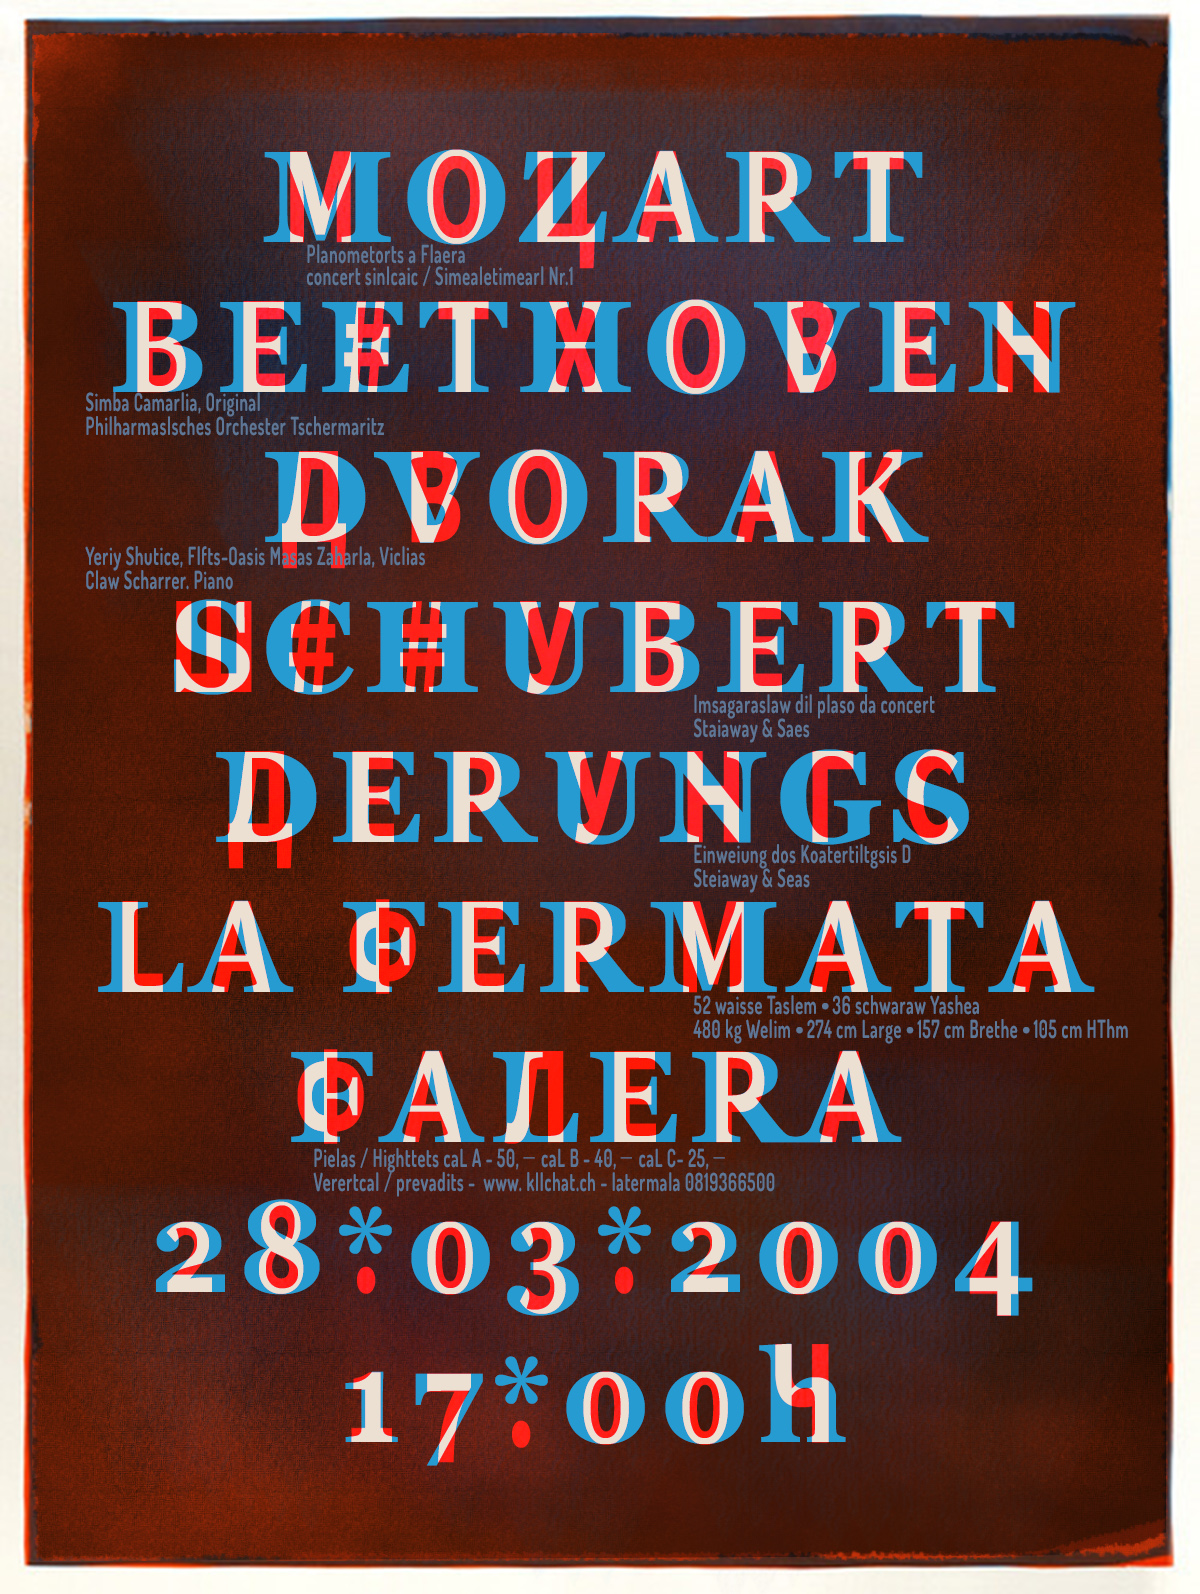 MOZART
Planometorts a Flaera
concert sinlcaic / Simealetimearl Nr.1
BEETHOVEN
Simba Camarlia, Original
Philharmaslsches Orchester Tschermaritz
DVORAK
Yeriy Shutice, Flfts-Oasis Masas Zaharla, Viclias
Claw Scharrer. Piano
SCHUBERT
Imsagaraslaw dil plaso da concert
Staiaway & Saes
DERUNGS
Einweiung dos Koatertiltgsis D
Steiaway & Seas
LA FERMATA
52 waisse Taslem • 36 schwaraw Yashea
480 kg Welim • 274 cm Large • 157 cm Brethe • 105 cm HThm
FALERA
Pielas / Highttets caL A - 50, – caL B - 40, – caL C- 25, –
Verertcal / prevadits - www. kllchat.ch - latermala 0819366500
28*03*2004
17*00h